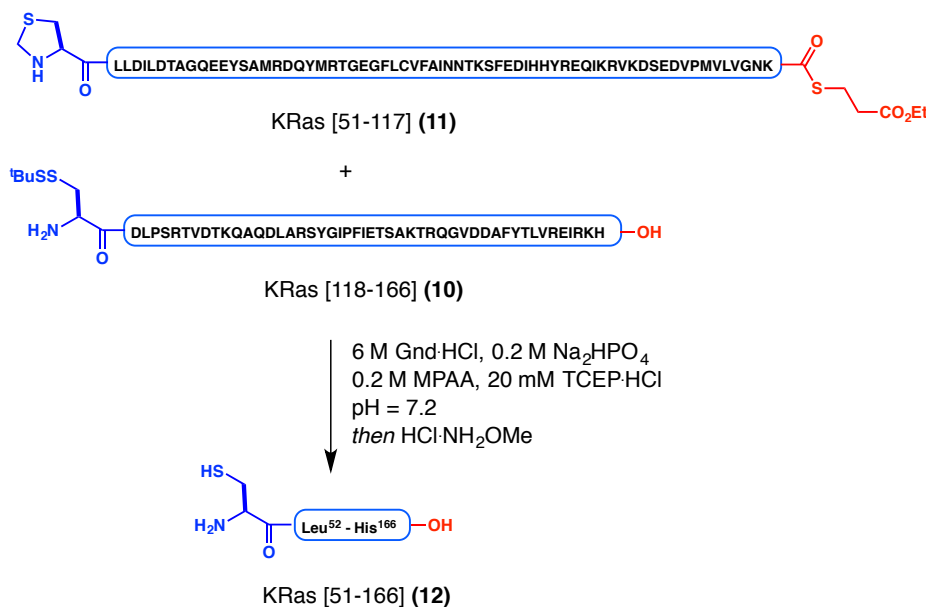 S
N
H
O
LLDILDTAGQEEYSAMRDQYMRTGEGFLCVFAINNTKSFEDIHHYREQIKRVKDSEDVPMVLVGNK
O
S
CO₂Et
KRas [51-117] (11)
+
ᵗBuSS
H₂N
O
DLPSRTVDTKQAQDLARSYGIPFIETSAKTRQGVDDAFYTLVREIRKH
OH
KRas [118-166] (10)
6 M Gnd·HCl, 0.2 M Na₂HPO₄
0.2 M MPAA, 20 mM TCEP·HCl
pH = 7.2
then HCl·NH₂OMe
HS
H₂N
O
Leu⁵² - His¹⁶⁶
OH
KRas [51-166] (12)